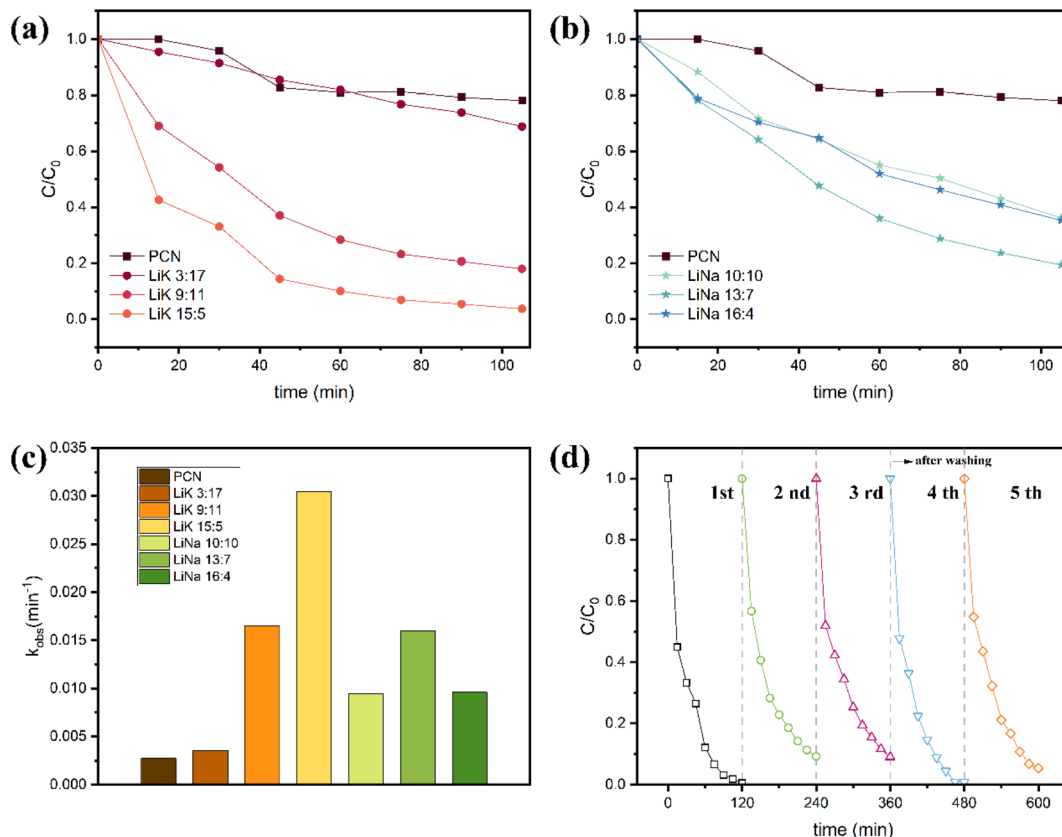 (a)
1.0
0.8
0.6
0.4
0.2
0.0
C/C0
PCN
LiK 3:17
LiK 9:11
LiK 15:5
0 20 40 60 80 100
time (min)
(b)
1.0
0.8
0.6
0.4
0.2
0.0
C/C0
PCN
LiNa 10:10
LiNa 13:7
LiNa 16:4
0 20 40 60 80 100
time (min)
(c)
0.035
0.030
0.025
0.020
0.015
0.010
0.005
0.000
kobs(min-1)
PCN
LiK 3:17
LiK 9:11
LiK 15:5
LiNa 10:10
LiNa 13:7
LiNa 16:4
(d)
after washing
1st 2 nd 3 rd 4 th 5 th
1.0
0.8
0.6
0.4
0.2
0.0
C/C0
0 120 240 360 480 600
time (min)